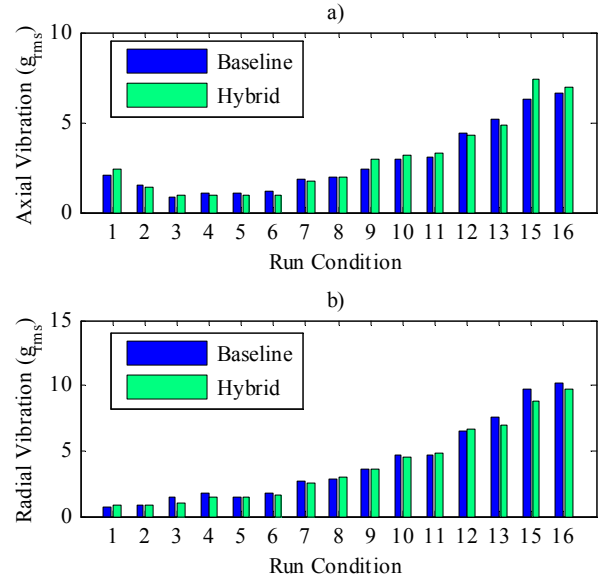 a)
10
5
0
Axial Vibration (grms)
Baseline
Hybrid
1 2 3 4 5 6 7 8 9 10 11 12 13 15 16
Run Condition
b)
15
10
5
0
Radial Vibration (grms)
Baseline
Hybrid
1 2 3 4 5 6 7 8 9 10 11 12 13 15 16
Run Condition